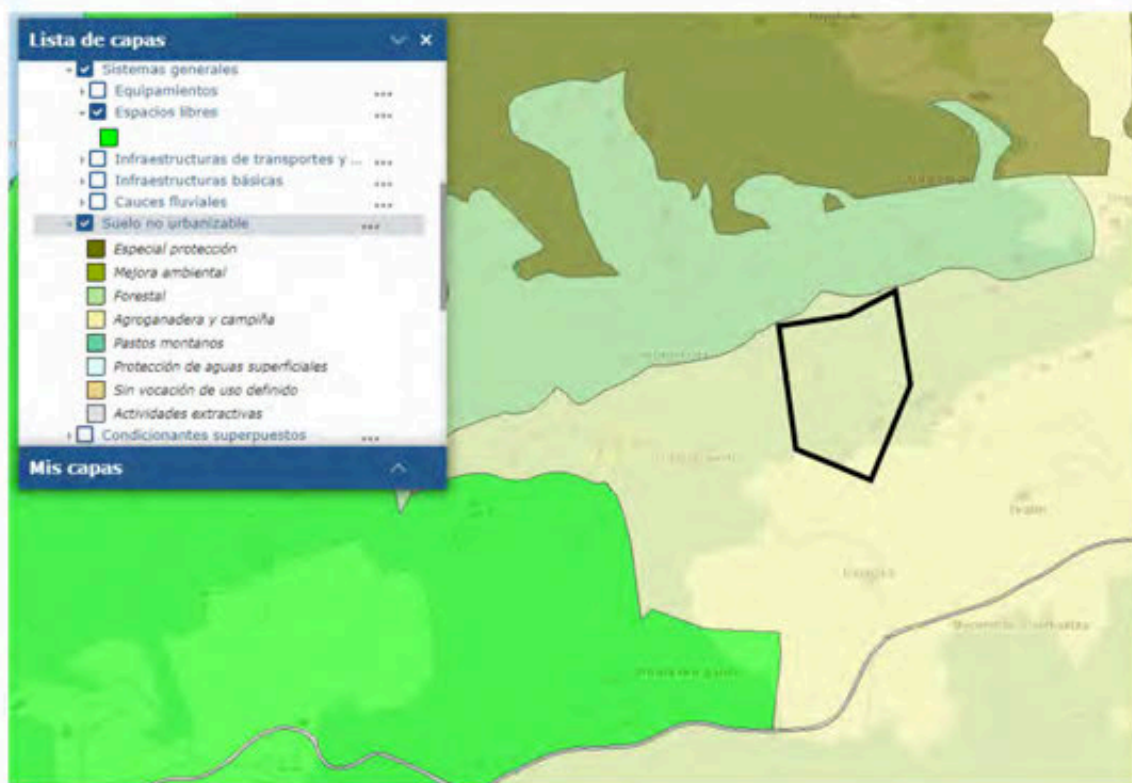 Lista de capas
Sistemas generales
Equipamientos
Espacios libres
Infraestructuras de transportes y ...
Infraestructuras básicas
Cauces fluviales
Suelo no urbanizable
Especial protección
Mejora ambiental
Forestal
Agroganadera y campiña
Pastos montanos
Protección de aguas superficiales
Sin vocación de uso definido
Actividades extractivas
Condicionantes superpuestos
Mis capas